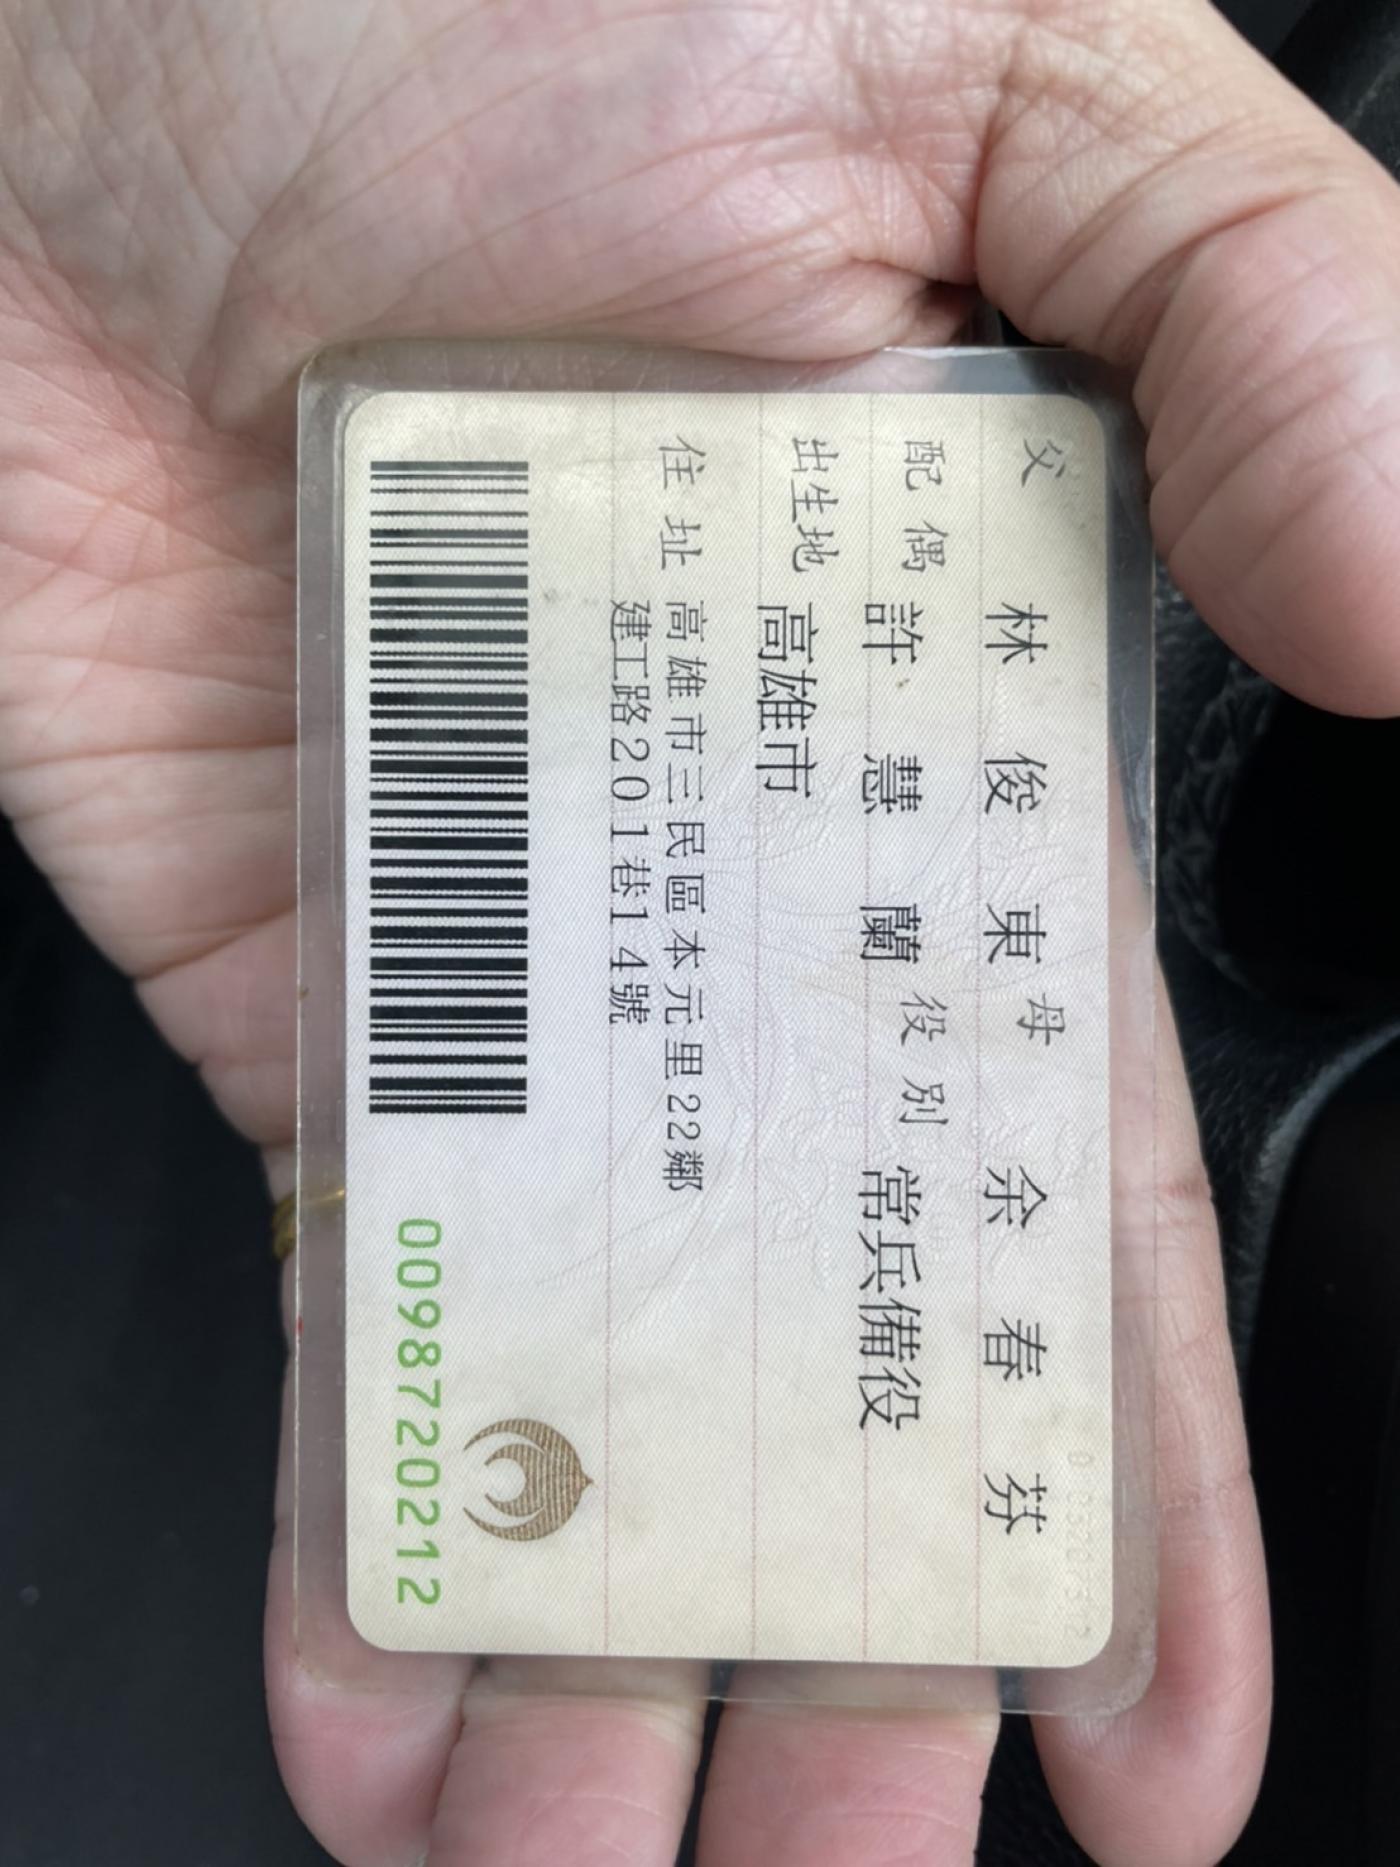 父 林俊東 母 余春芬
配偶 許慧蘭 役別 常兵備役
出生地 高雄市
住址 高雄市三民區本元里22鄰
建工路201巷14號
0098720212